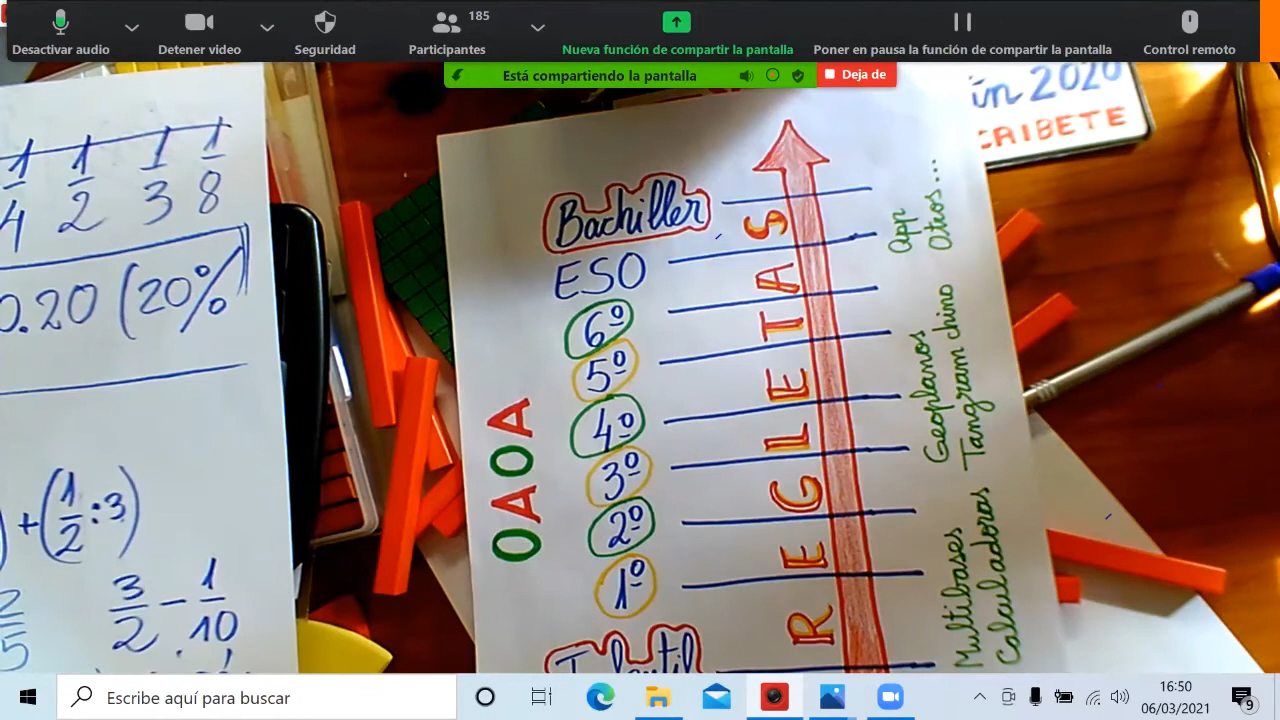 185
Desactivar audio
Detener video
Seguridad
Participantes
Nueva función de compartir la pantalla
Poner en pausa la función de compartir la pantalla
Control remoto
Está compartiendo la pantalla
Deja de
1/4 1/2 1/3 1/8
0.20 (20%
+(1/2:3)
2/5
3/2 - 1/10
OAOA
Bachiller
ESO
6º
5º
4º
3º
2º
1º
Infantil
REGLETAS
Multibases
Calculadoras
Geoplanos
Tangram chino
App
Otros...
2020
CRIBETE
Escribe aquí para buscar
16:50
06/03/2021
9